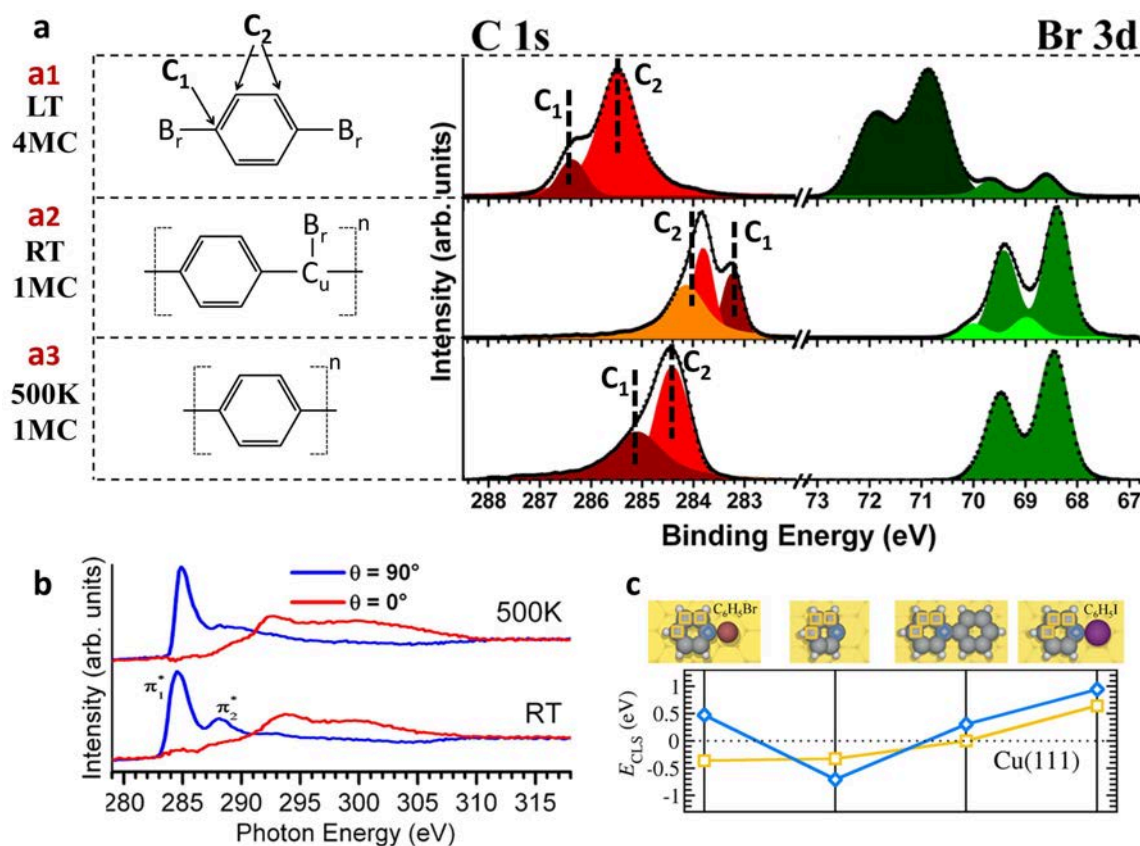 a
C₂
C 1s
Br 3d
a1
LT
4MC
C₁
Br
Br
C₁
C₂
a2
RT
1MC
Br
n
Cu
C₂
C₁
a3
500K
1MC
n
C₁
C₂
Intensity (arb. units)
288 287 286 285 284 283 73 72 71 70 69 68 67
Binding Energy (eV)
b
θ = 90°
θ = 0°
500K
π₁*
π₂*
RT
Intensity (arb. units)
280 285 290 295 300 305 310 315
Photon Energy (eV)
c
C₆H₅Br
C₆H₅I
1
0.5
0
-0.5
-1
E_CLS (eV)
Cu(111)